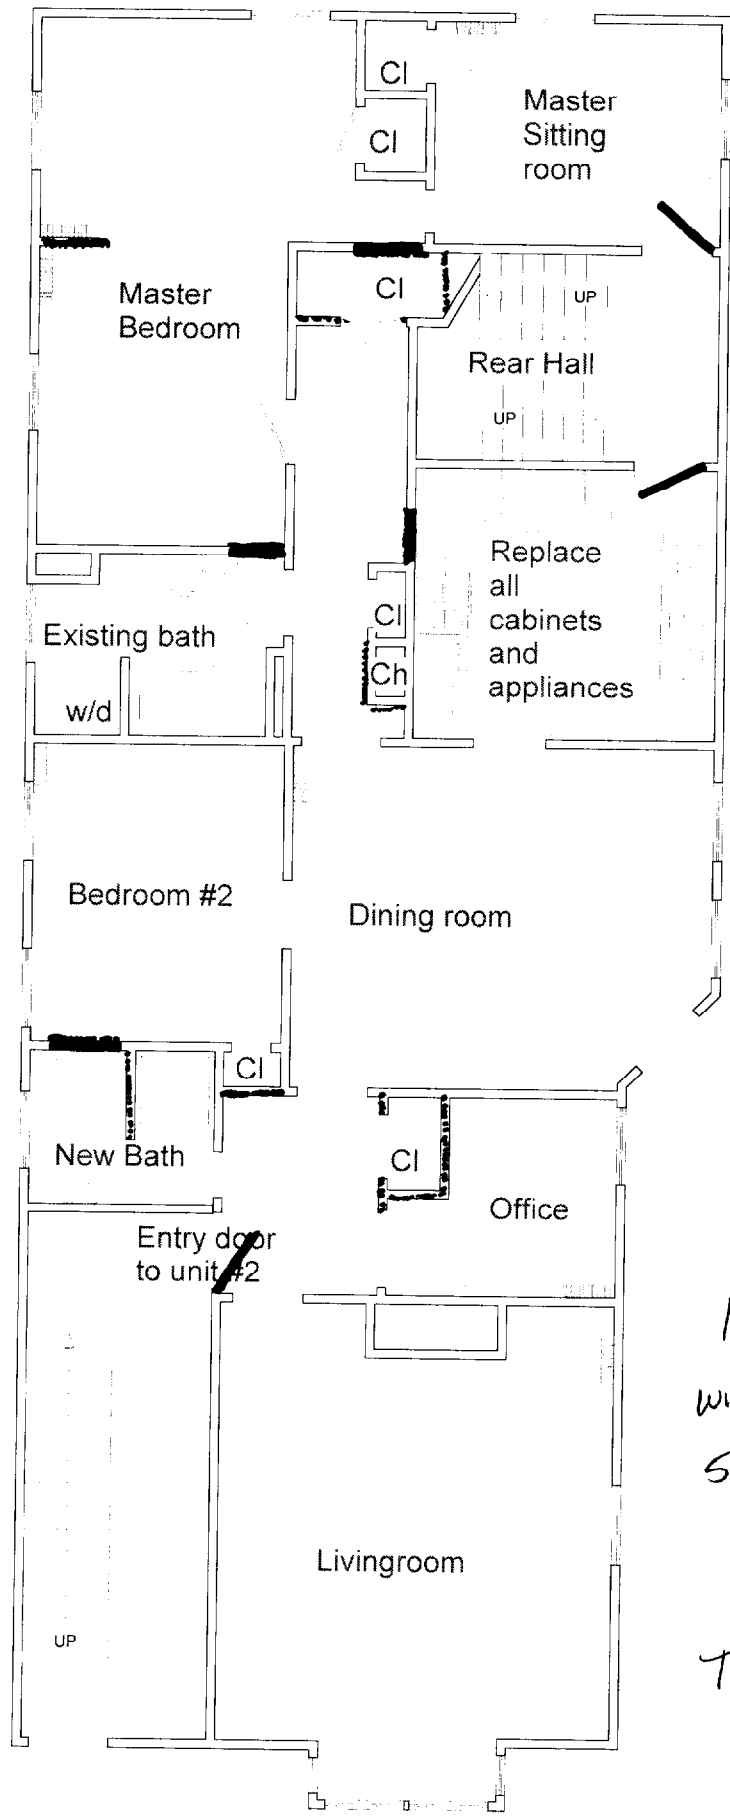 Cl
Master
Sitting
room
Cl
Cl
UP
Master
Bedroom
Rear Hall
UP
Replace
all
cabinets
and
appliances
Cl
Existing bath
Ch
w/d
Bedroom #2
Dining room
Cl
New Bath
Cl
Office
Entry door
to unit #2
Livingroom
UP